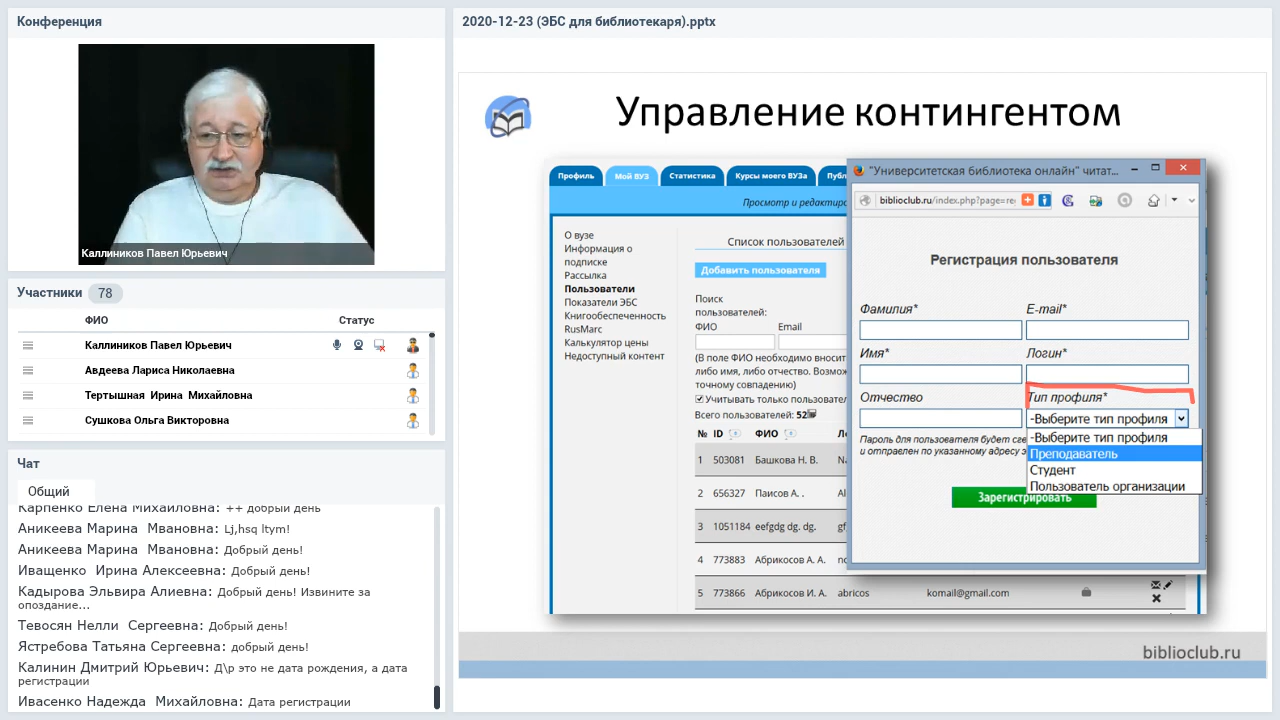 Конференция
Каллиников Павел Юрьевич
Участники 78
ФИО Статус
Каллиников Павел Юрьевич
Авдеева Лариса Николаевна
Тертышная Ирина Михайловна
Сушкова Ольга Викторовна
Чат
Общий
Карпенко Елена Михайловна: ++ добрый день
Аникеева Марина Мвановна: Lj,hsq ltym!
Аникеева Марина Мвановна: Добрый день!
Иващенко Ирина Алексеевна: Добрый день!
Кадырова Эльвира Алиевна: Добрый день! Извините за
опоздание...
Тевосян Нелли Сергеевна: Добрый день!
Ястребова Татьяна Сергеевна: добрый день!
Калинин Дмитрий Юрьевич: Д\р это не дата рождения, а дата
регистрации
Ивасенко Надежда Михайловна: Дата регистрации
2020-12-23 (ЭБС для библиотекаря).pptx
Управление контингентом
Профиль Мой ВУЗ Статистика Курсы моего ВУЗа
Просмотр и редактиро
О вузе
Информация о
подписке
Рассылка
Пользователи
Показатели ЭБС
Книгообеспеченность
RusMarc
Калькулятор цены
Недоступный контент
Список пользователей
Добавить пользователя
Поиск
пользователей:
ФИО Email
(В поле ФИО необходимо вносит
либо имя, либо отчество. Возмож
точному совпадению)
Учитывать только пользовател
Всего пользователей: 52
№ ID ФИО
1 503081 Башкова Н. В.
2 656327 Паисов А. .
3 1051184 eefgdg dg. dg.
4 773883 Абрикосов А. А.
5 773866 Абрикосов И. А. abricos komail@gmail.com
"Университетская библиотека онлайн" читат...
biblioclub.ru/index.php?page=re
Регистрация пользователя
Фамилия* E-mail*
Имя* Логин*
Отчество Тип профиля*
-Выберите тип профиля
-Выберите тип профиля
Преподаватель
Студент
Пользователь организации
Пароль для пользователя будет сге
и отправлен по указанному адресу э
Зарегистрировать
biblioclub.ru